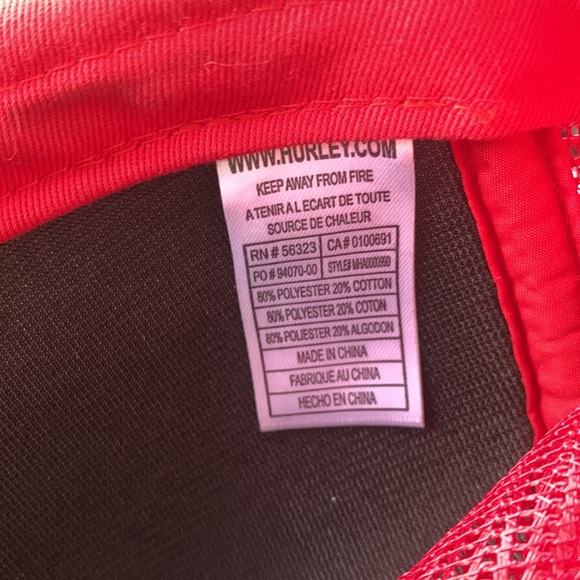 WWW.HURLEY.COM
KEEP AWAY FROM FIRE
A TENIR A L ECART DE TOUTE
SOURCE DE CHALEUR
RN # 56323 CA # 0100691
PO # 94070-00 STYLE# MHA0000990
80% POLYESTER 20% COTTON
80% POLYESTER 20% COTON
80% POLIESTER 20% ALGODON
MADE IN CHINA
FABRIQUE AU CHINA
HECHO EN CHINA